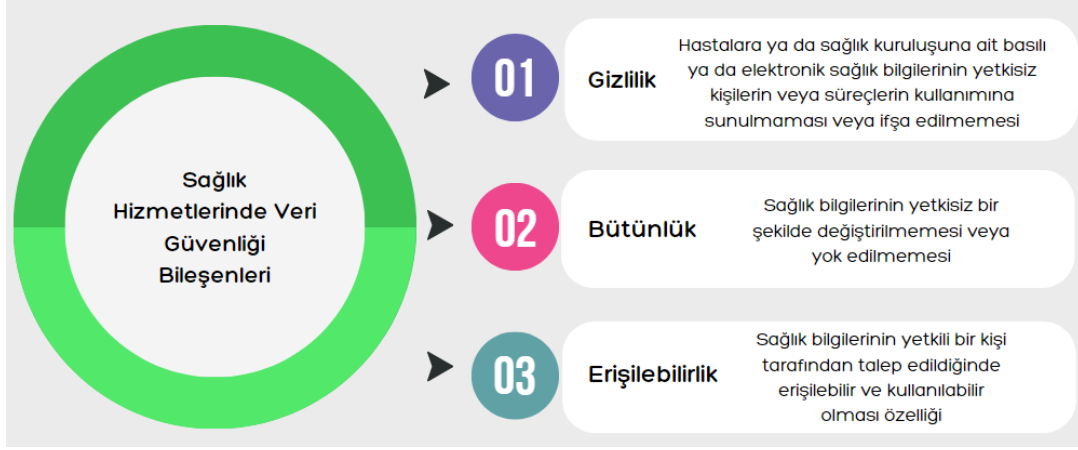 Sağlık
Hizmetlerinde Veri
Güvenliği
Bileşenleri
01
Gizlilik
Hastalara ya da sağlık kuruluşuna ait basılı
ya da elektronik sağlık bilgilerinin yetkisiz
kişilerin veya süreçlerin kullanımına
sunulmaması veya ifşa edilmemesi
02
Bütünlük
Sağlık bilgilerinin yetkisiz bir
şekilde değiştirilmemesi veya
yok edilmemesi
03
Erişilebilirlik
Sağlık bilgilerinin yetkili bir kişi
tarafından talep edildiğinde
erişilebilir ve kullanılabilir
olması özelliği